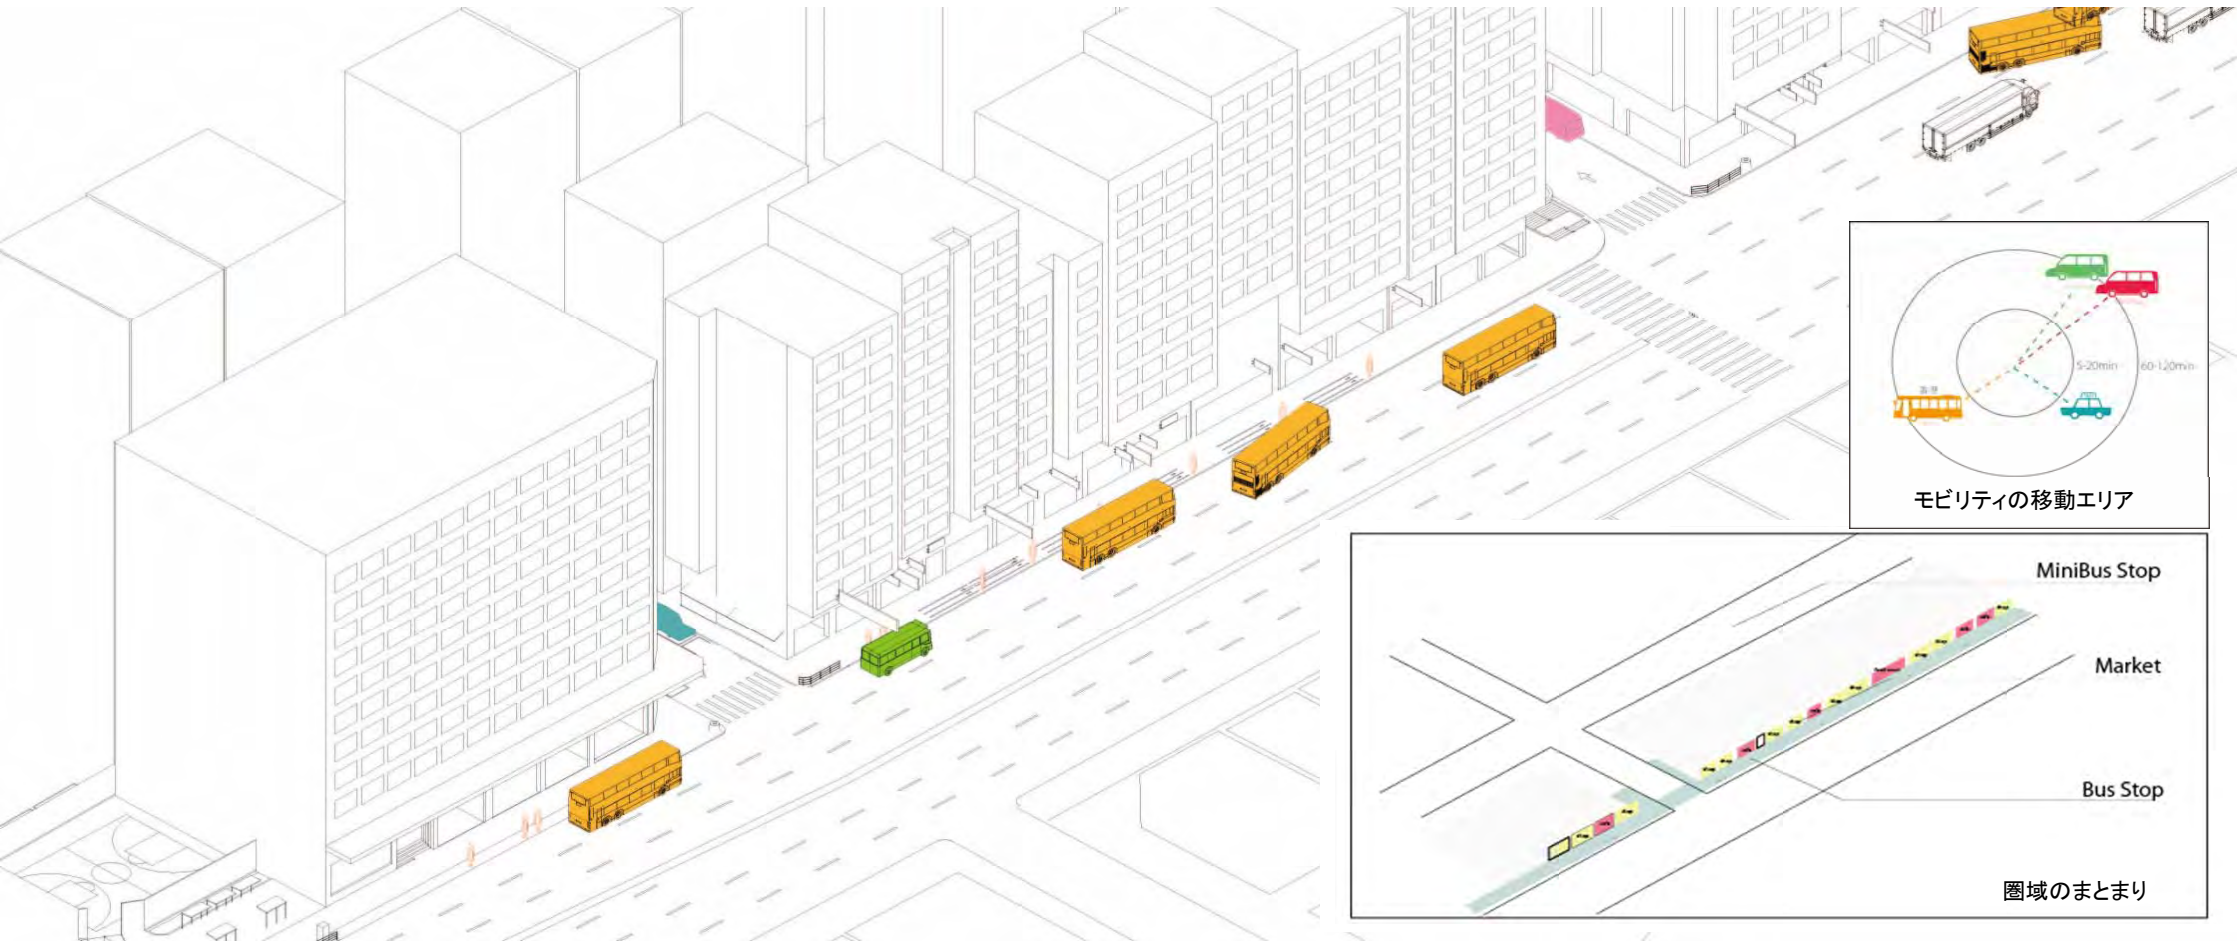 5-20min
60-120min
モビリティの移動エリア
MiniBus Stop
Market
Bus Stop
圏域のまとまり